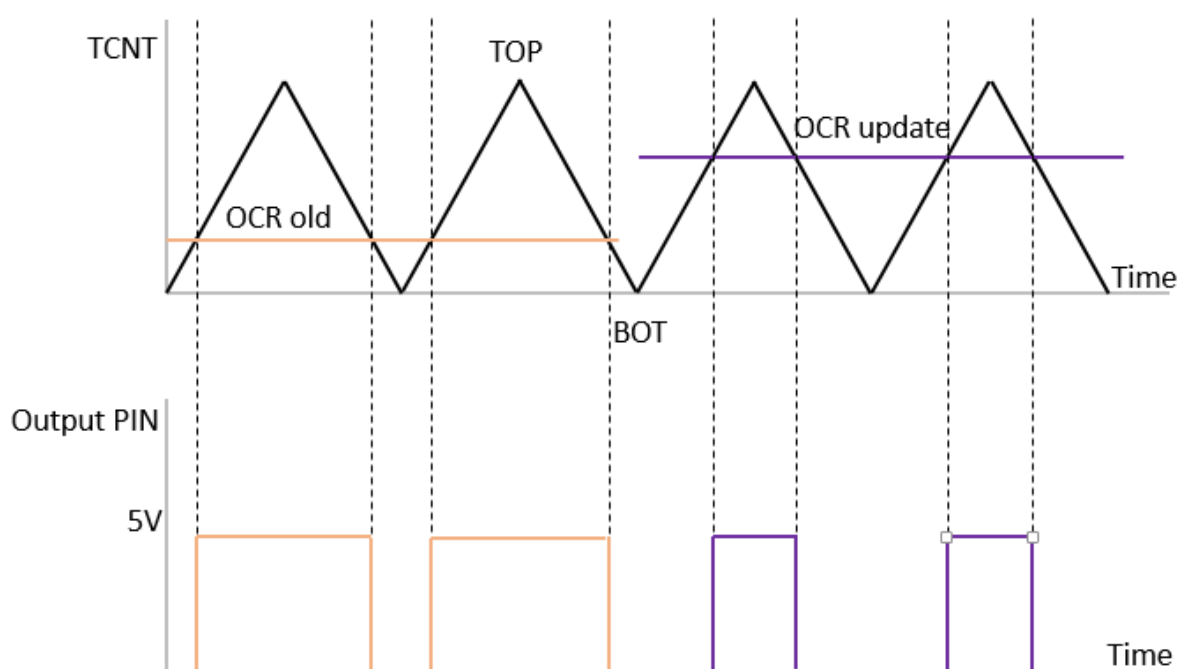 TCNT
TOP
OCR update
OCR old
Time
BOT
Output PIN
5V
Time